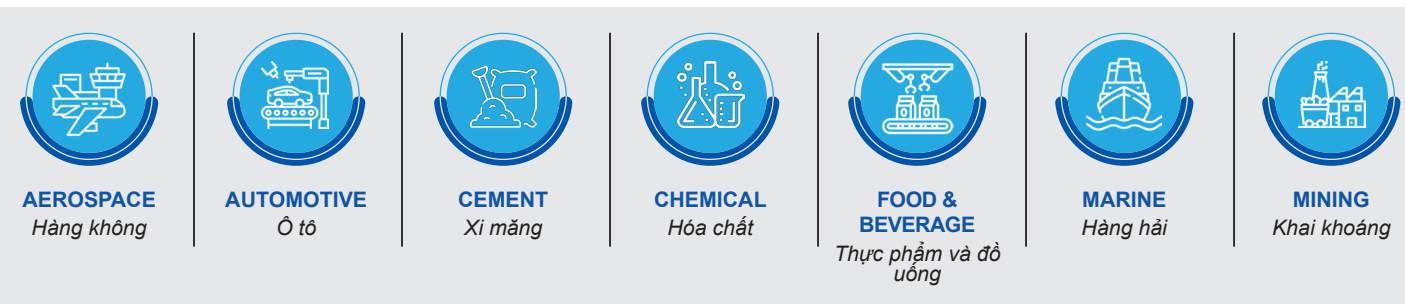 AEROSPACE
Hàng không
AUTOMOTIVE
Ô tô
CEMENT
Xi măng
CHEMICAL
Hóa chất
FOOD &
BEVERAGE
Thực phẩm và đồ
uống
MARINE
Hàng hải
MINING
Khai khoáng